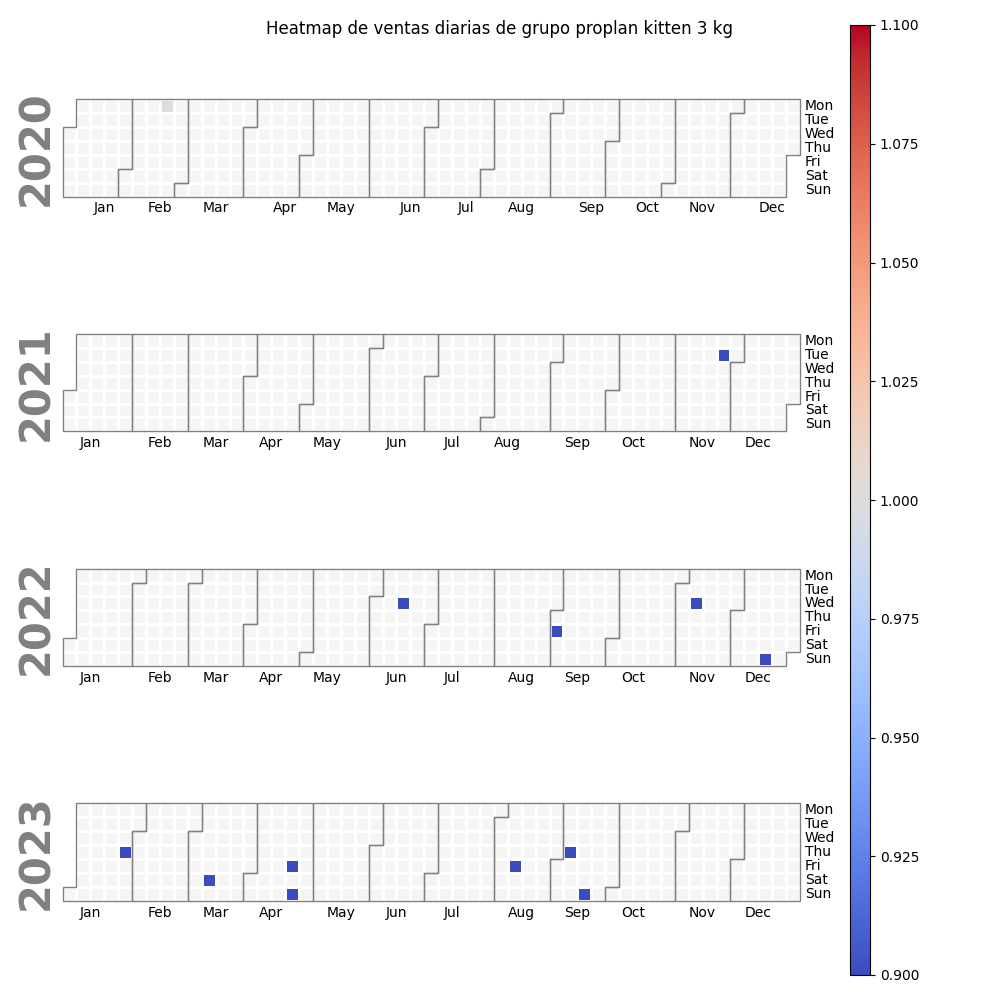 Heatmap de ventas diarias de grupo proplan kitten 3 kg
2020
Mon
Tue
Wed
Thu
Fri
Sat
Sun
Jan Feb Mar Apr May Jun Jul Aug Sep Oct Nov Dec
2021
Mon
Tue
Wed
Thu
Fri
Sat
Sun
Jan Feb Mar Apr May Jun Jul Aug Sep Oct Nov Dec
2022
Mon
Tue
Wed
Thu
Fri
Sat
Sun
Jan Feb Mar Apr May Jun Jul Aug Sep Oct Nov Dec
2023
Mon
Tue
Wed
Thu
Fri
Sat
Sun
Jan Feb Mar Apr May Jun Jul Aug Sep Oct Nov Dec
1.100
1.075
1.050
1.025
1.000
0.975
0.950
0.925
0.900